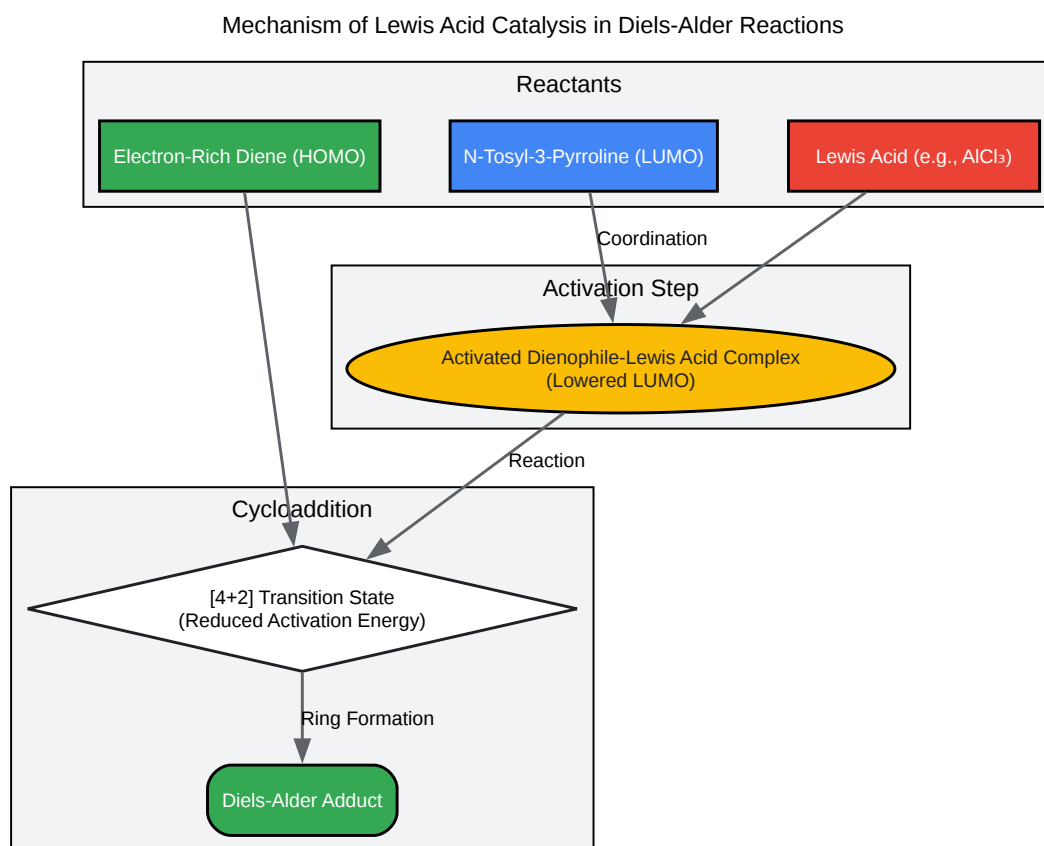 Mechanism of Lewis Acid Catalysis in Diels-Alder Reactions
Reactants
Electron-Rich Diene (HOMO)
N-Tosyl-3-Pyrroline (LUMO)
Lewis Acid (e.g., AlCl₃)
Coordination
Activation Step
Activated Dienophile-Lewis Acid Complex
(Lowered LUMO)
Reaction
Cycloaddition
[4+2] Transition State
(Reduced Activation Energy)
Ring Formation
Diels-Alder Adduct